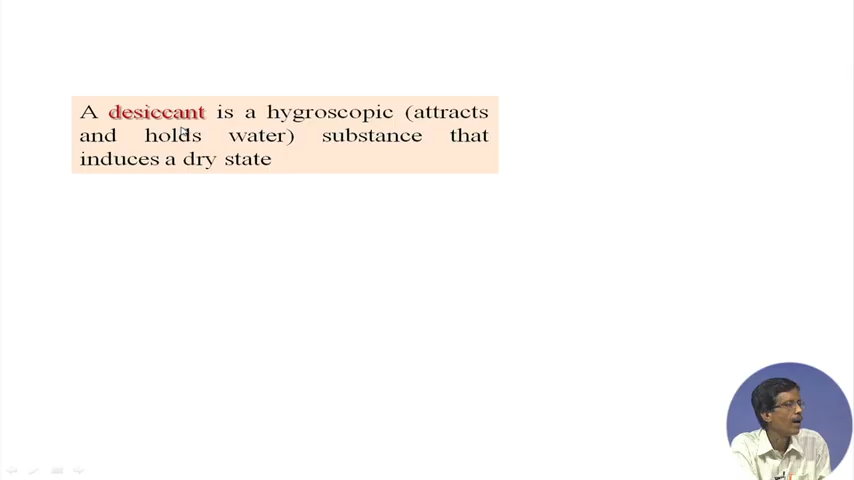 A desiccant is a hygroscopic (attracts
and holds water) substance that
induces a dry state